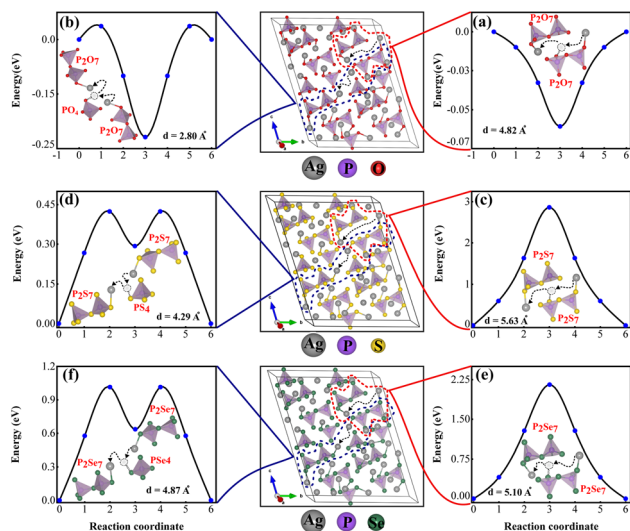 (b)
Energy(eV)
0.00
-0.15
-0.25
P2O7
PO4
P2O7
d = 2.80 Å
-1 0 1 2 3 4 5 6
c
b
a
Ag P O
(a)
Energy(eV)
0.00
-0.03
-0.05
-0.07
P2O7
P2O7
d = 4.82 Å
-1 0 1 2 3 4 5 6
(d)
Energy (eV)
0.45
0.30
0.15
0.00
P2S7
P2S7
PS4
d = 4.29 Å
0 1 2 3 4 5 6
c
b
Ag P S
(c)
Energy (eV)
3
2
1
0
P2S7
P2S7
d = 5.63 Å
0 1 2 3 4 5 6
(f)
Energy (eV)
1.2
0.9
0.6
0.3
0.0
P2Se7
P2Se7
PSe4
d = 4.87 Å
0 1 2 3 4 5 6
Reaction coordinate
c
b
Ag P Se
(e)
Energy (eV)
2.25
1.50
0.75
0.00
P2Se7
P2Se7
d = 5.10 Å
0 1 2 3 4 5 6
Reaction coordinate